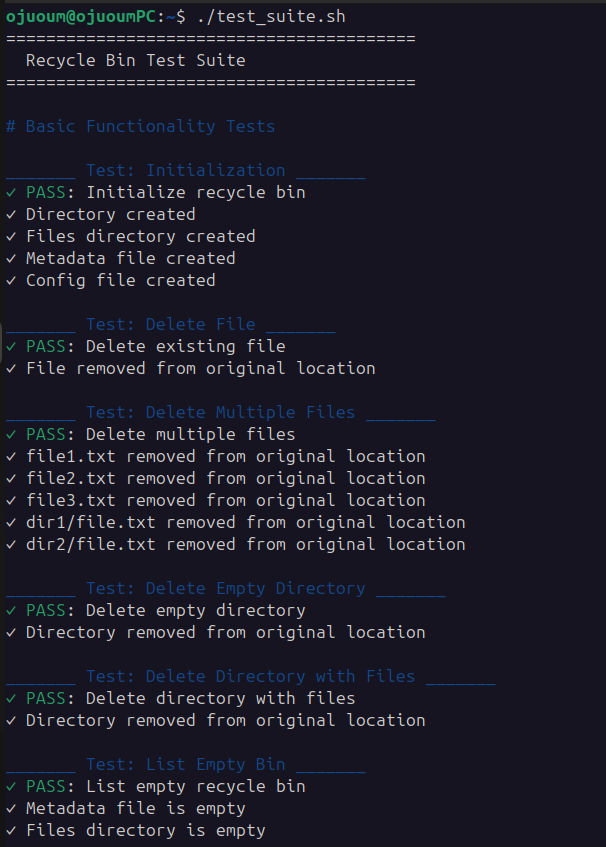 ojuoum@ojuoumPC:~$ ./test_suite.sh
=========================================
  Recycle Bin Test Suite
=========================================

# Basic Functionality Tests

_______ Test: Initialization _______
✓ PASS: Initialize recycle bin
✓ Directory created
✓ Files directory created
✓ Metadata file created
✓ Config file created

_______ Test: Delete File _______
✓ PASS: Delete existing file
✓ File removed from original location

_______ Test: Delete Multiple Files _______
✓ PASS: Delete multiple files
✓ file1.txt removed from original location
✓ file2.txt removed from original location
✓ file3.txt removed from original location
✓ dir1/file.txt removed from original location
✓ dir2/file.txt removed from original location

_______ Test: Delete Empty Directory _______
✓ PASS: Delete empty directory
✓ Directory removed from original location

_______ Test: Delete Directory with Files _______
✓ PASS: Delete directory with files
✓ Directory removed from original location

_______ Test: List Empty Bin _______
✓ PASS: List empty recycle bin
✓ Metadata file is empty
✓ Files directory is empty